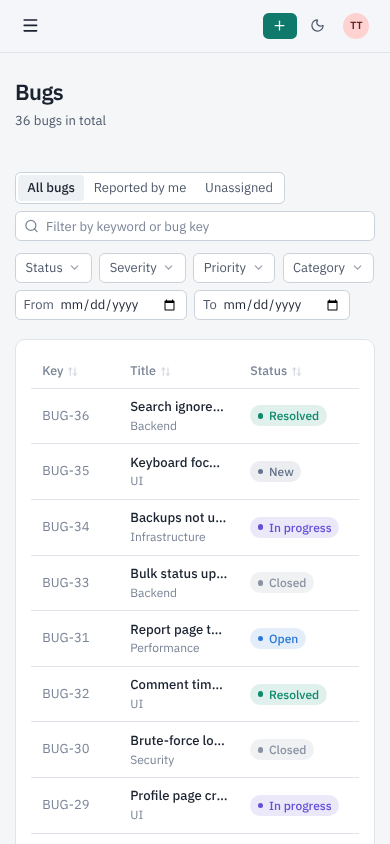 +
TT
Bugs
36 bugs in total
All bugs Reported by me Unassigned
Filter by keyword or bug key
Status Severity Priority Category
From mm/dd/yyyy To mm/dd/yyyy
Key Title Status
BUG-36 Search ignore... Resolved
Backend
BUG-35 Keyboard foc... New
UI
BUG-34 Backups not u... In progress
Infrastructure
BUG-33 Bulk status up... Closed
Backend
BUG-31 Report page t... Open
Performance
BUG-32 Comment tim... Resolved
UI
BUG-30 Brute-force lo... Closed
Security
BUG-29 Profile page cr... In progress
UI